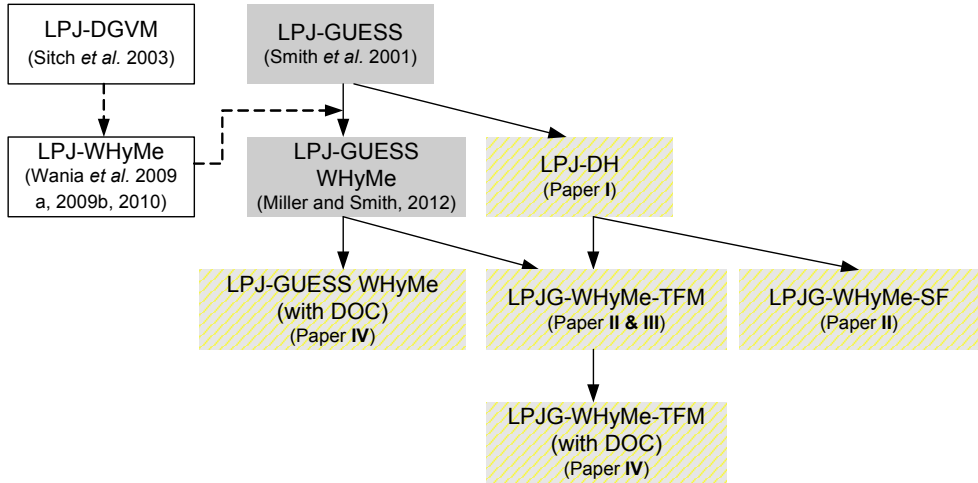 LPJ-DGVM
(Sitch et al. 2003)
LPJ-GUESS
(Smith et al. 2001)
LPJ-WHyMe
(Wania et al. 2009
a, 2009b, 2010)
LPJ-GUESS
WHyMe
(Miller and Smith, 2012)
LPJ-DH
(Paper I)
LPJ-GUESS WHyMe
(with DOC)
(Paper IV)
LPJG-WHyMe-TFM
(Paper II & III)
LPJG-WHyMe-SF
(Paper II)
LPJG-WHyMe-TFM
(with DOC)
(Paper IV)